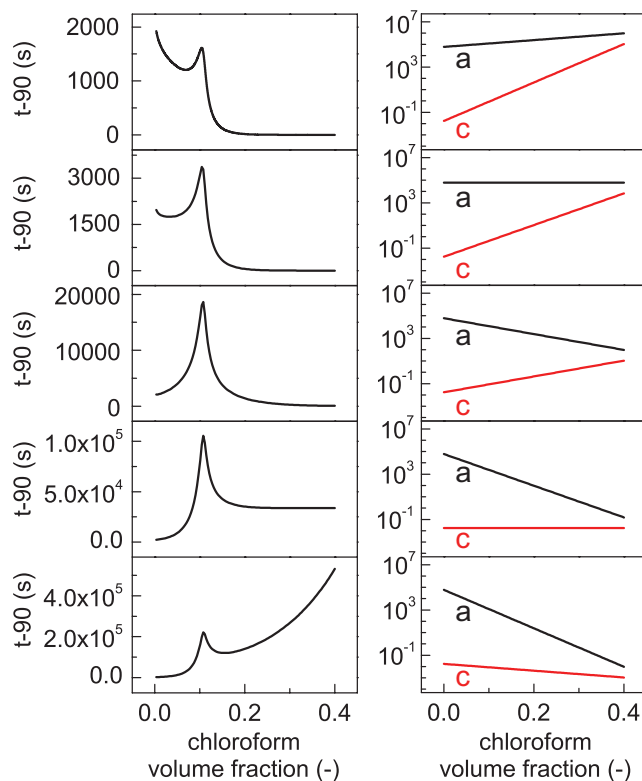 t-90 (s)
2000
1000
0
10^7
10^3
10^-1
a
c
t-90 (s)
3000
1500
0
10^7
10^3
10^-1
a
c
t-90 (s)
20000
10000
0
10^7
10^3
10^-1
a
c
t-90 (s)
1.0x10^5
5.0x10^4
0.0
10^7
10^3
10^-1
a
c
t-90 (s)
4.0x10^5
2.0x10^5
0.0
10^7
10^3
10^-1
a
c
0.0 0.2 0.4
chloroform
volume fraction (-)
0.0 0.2 0.4
chloroform
volume fraction (-)